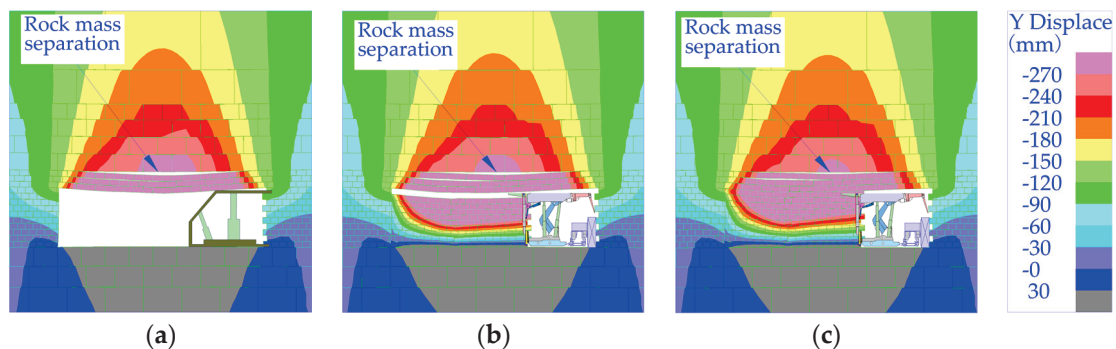 Rock mass
separation
Rock mass
separation
Rock mass
separation
Y Displace
(mm)
-270
-240
-210
-180
-150
-120
-90
-60
-30
-0
30
(a)
(b)
(c)